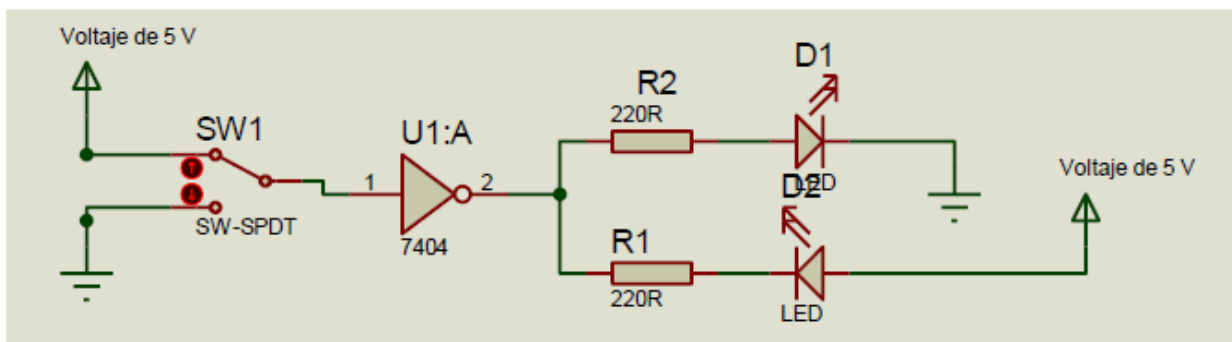 Voltaje de 5 V
SW1
SW-SPDT
U1:A
1
2
7404
R2
220R
D1
LED
D2
R1
220R
LED
Voltaje de 5 V